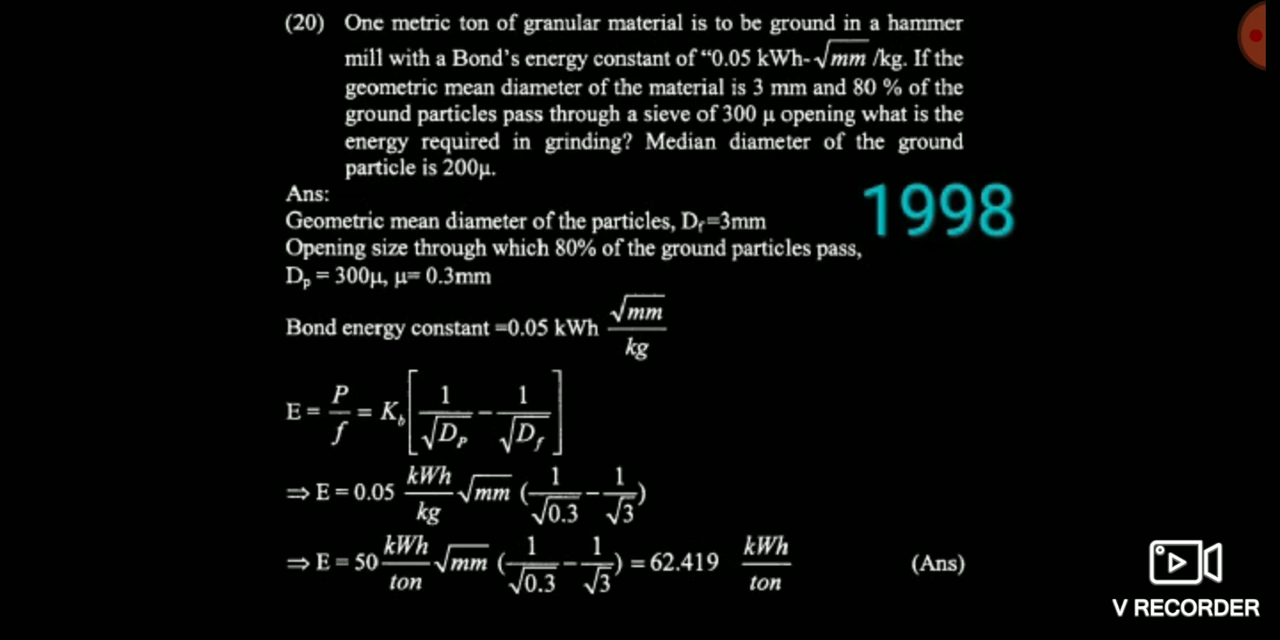 (20) One metric ton of granular material is to be ground in a hammer
mill with a Bond's energy constant of “0.05 kWh-√mm /kg. If the
geometric mean diameter of the material is 3 mm and 80 % of the
ground particles pass through a sieve of 300 μ opening what is the
energy required in grinding? Median diameter of the ground
particle is 200μ.
Ans:
1998
Geometric mean diameter of the particles, Df=3mm
Opening size through which 80% of the ground particles pass,
Dp = 300μ, μ= 0.3mm
Bond energy constant =0.05 kWh √mm/kg
E = P/f = Kb[1/√Dp − 1/√Df]
⇒ E = 0.05 kWh/kg √mm (1/√0.3 − 1/√3)
⇒ E = 50 kWh/ton √mm (1/√0.3 − 1/√3) = 62.419 kWh/ton (Ans)
V RECORDER